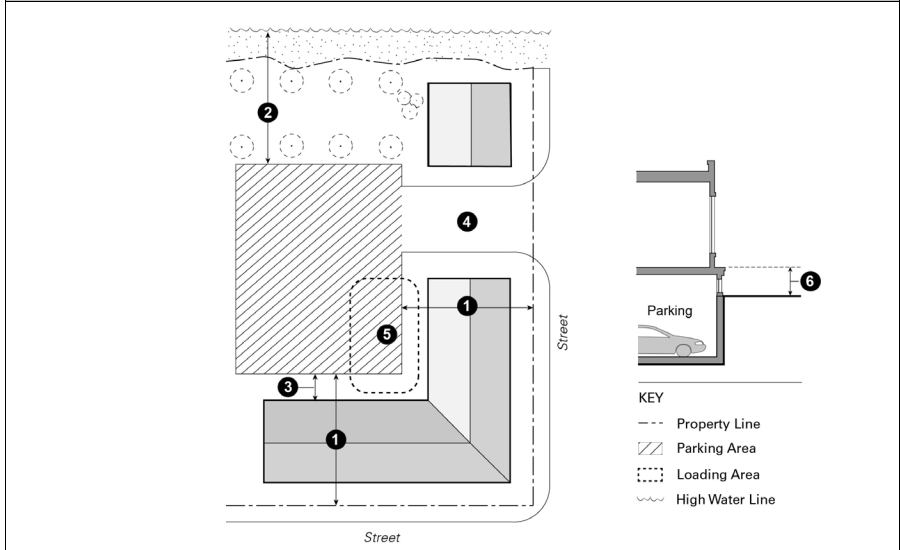 2
4
1
6
Parking
5
Street
3
KEY
1
Property Line
Parking Area
Loading Area
High Water Line
Street